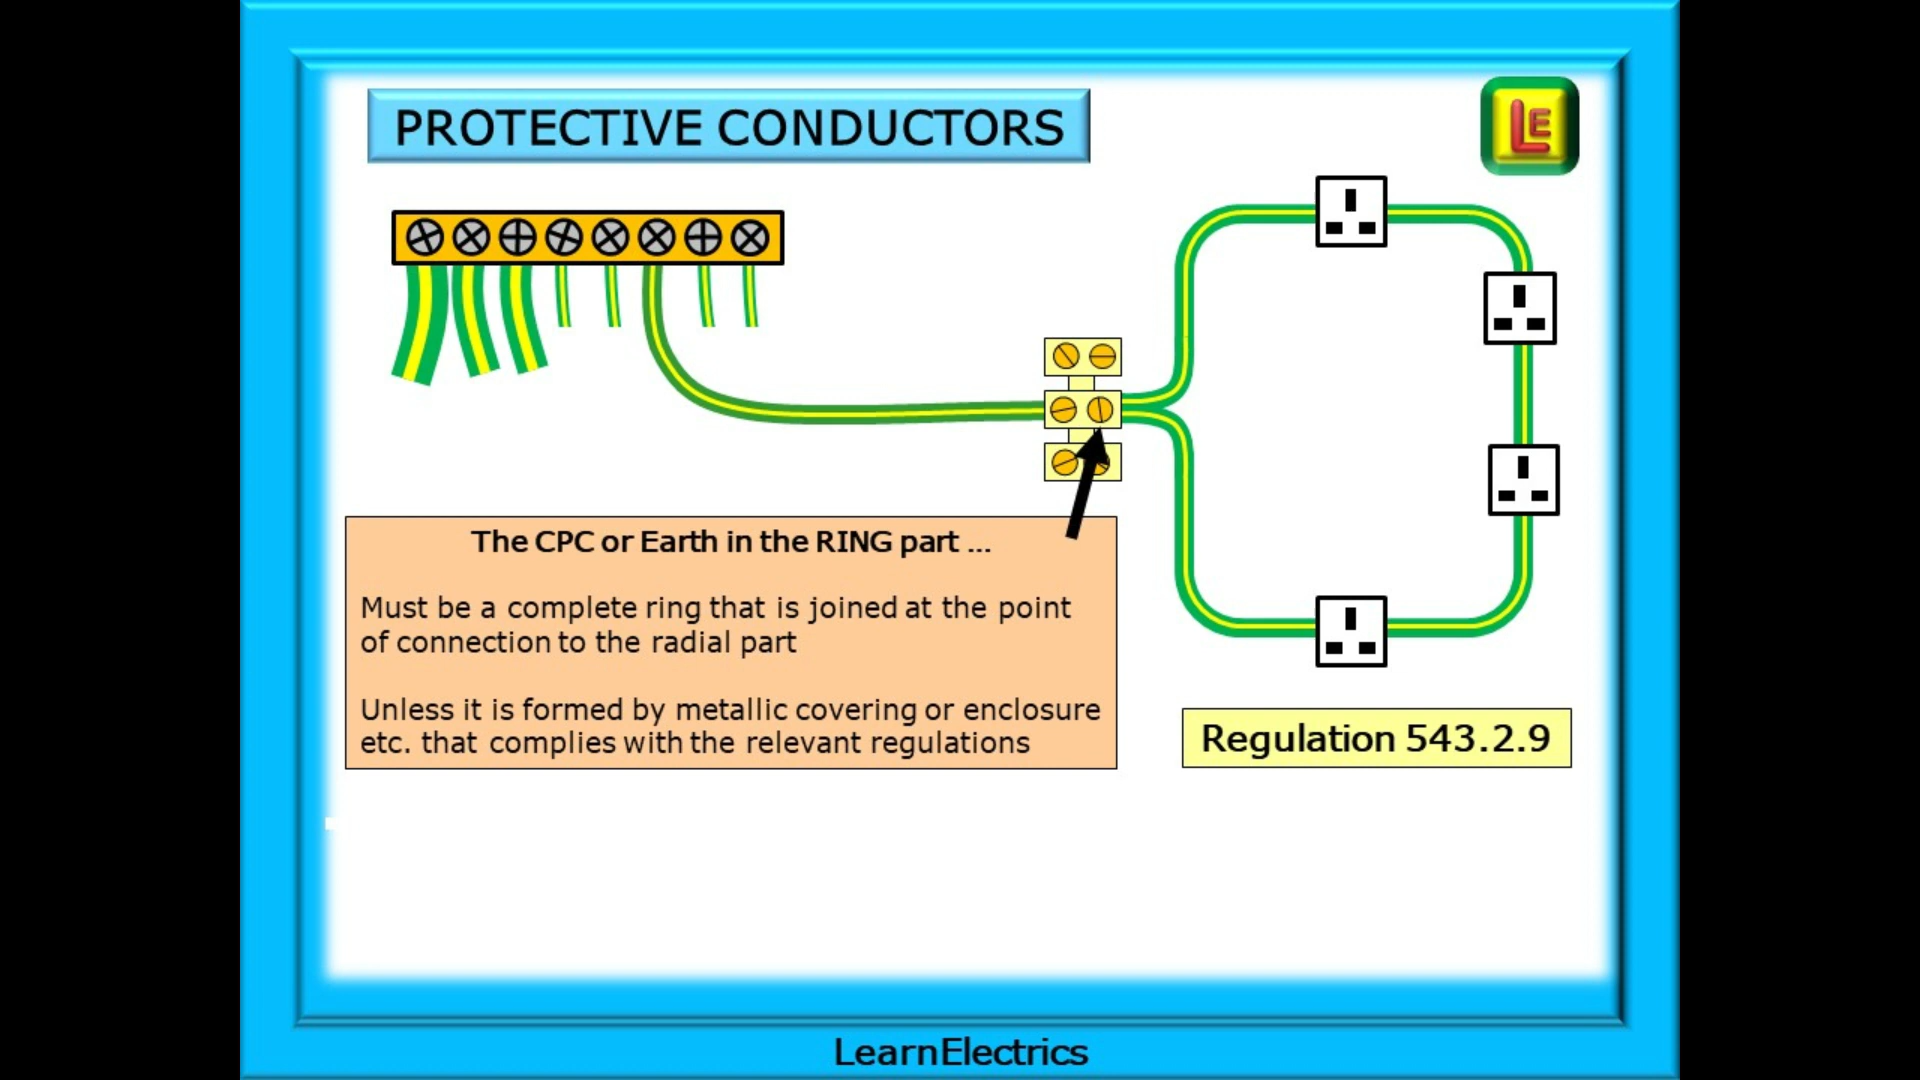 PROTECTIVE CONDUCTORS
LE
The CPC or Earth in the RING part ...
Must be a complete ring that is joined at the point
of connection to the radial part
Unless it is formed by metallic covering or enclosure
etc. that complies with the relevant regulations
Regulation 543.2.9
LearnElectrics